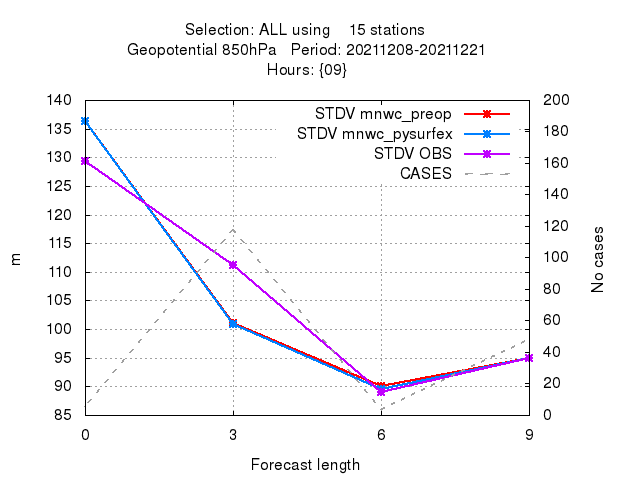 Selection: ALL using    15 stations
Geopotential 850hPa   Period: 20211208-20211221
Hours: {09}
STDV mnwc_preop
STDV mnwc_pysurfex
STDV OBS
CASES
140
135
130
125
120
115
110
105
100
95
90
85
m
200
180
160
140
120
100
80
60
40
20
0
No cases
0 3 6 9
Forecast length